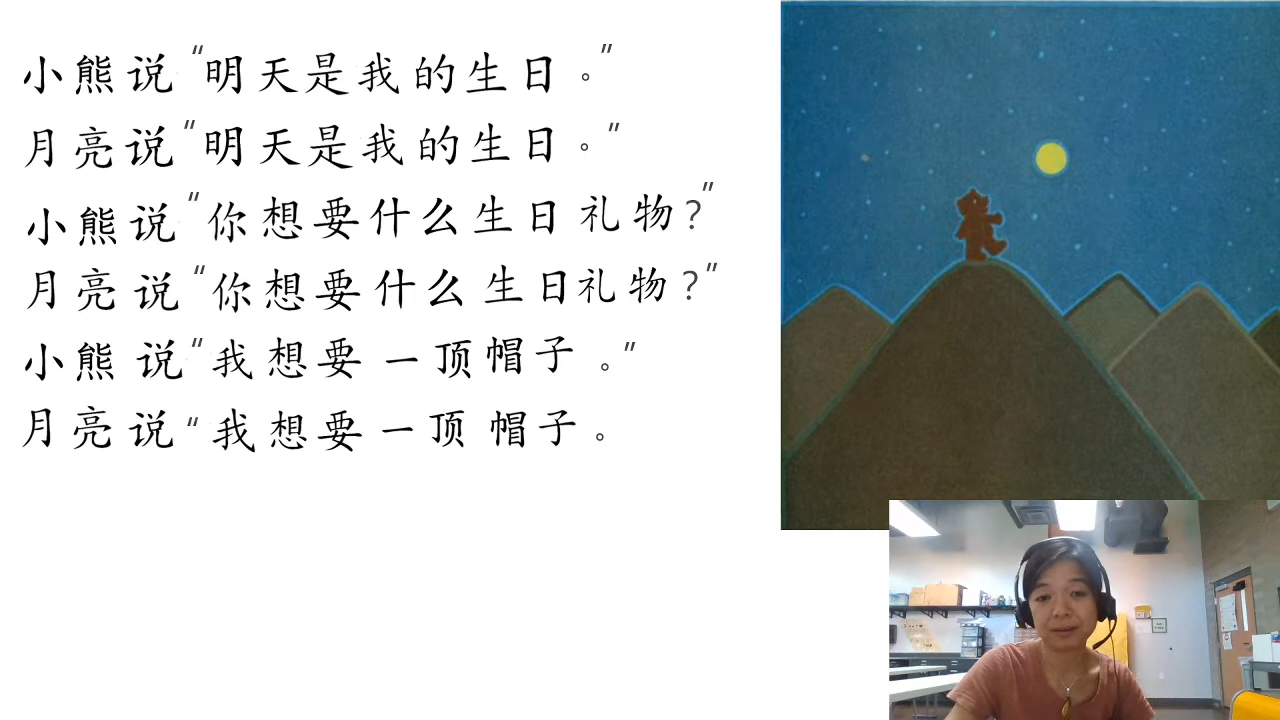 小熊说“明天是我的生日。”
月亮说“明天是我的生日。”
小熊说“你想要什么生日礼物?”
月亮说“你想要什么生日礼物?”
小熊说“我想要一顶帽子。”
月亮说“我想要一顶帽子。